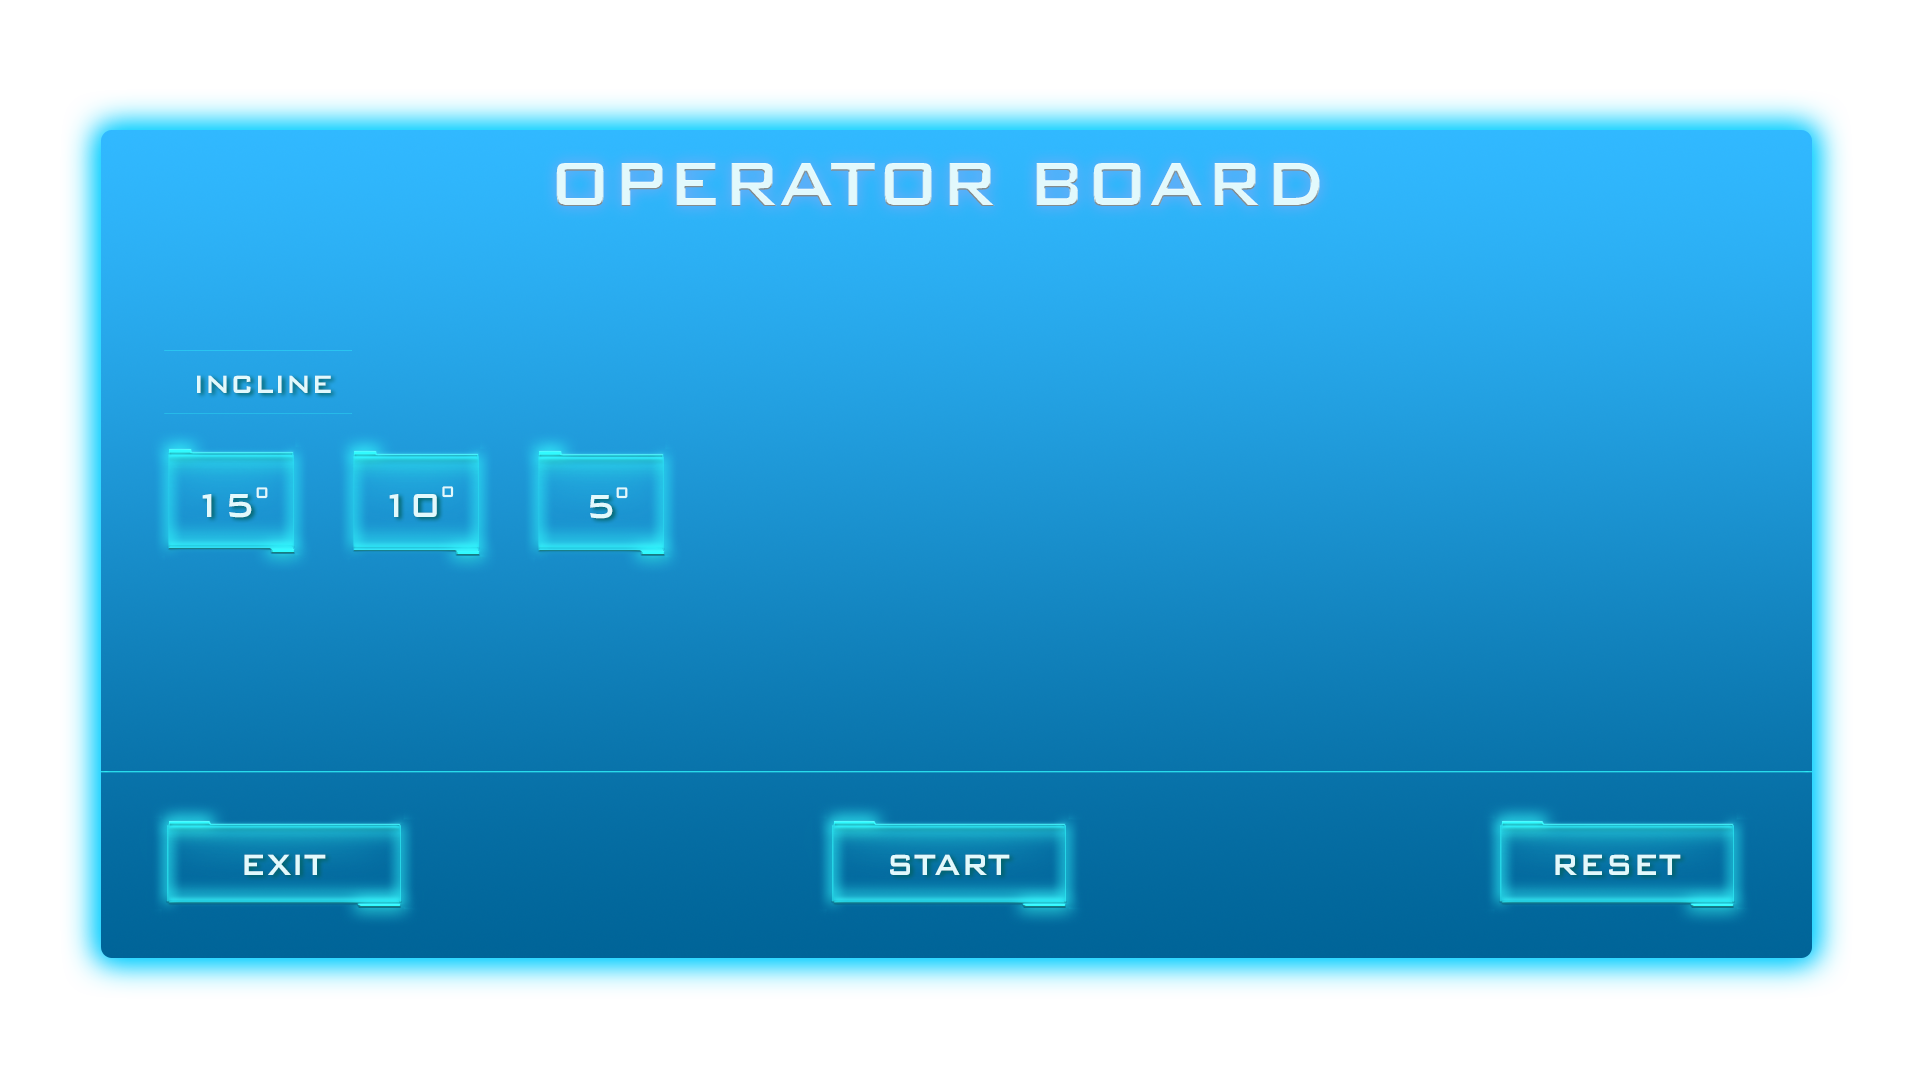 OPERATOR BOARD
INCLINE
15° 10° 5°
EXIT START RESET